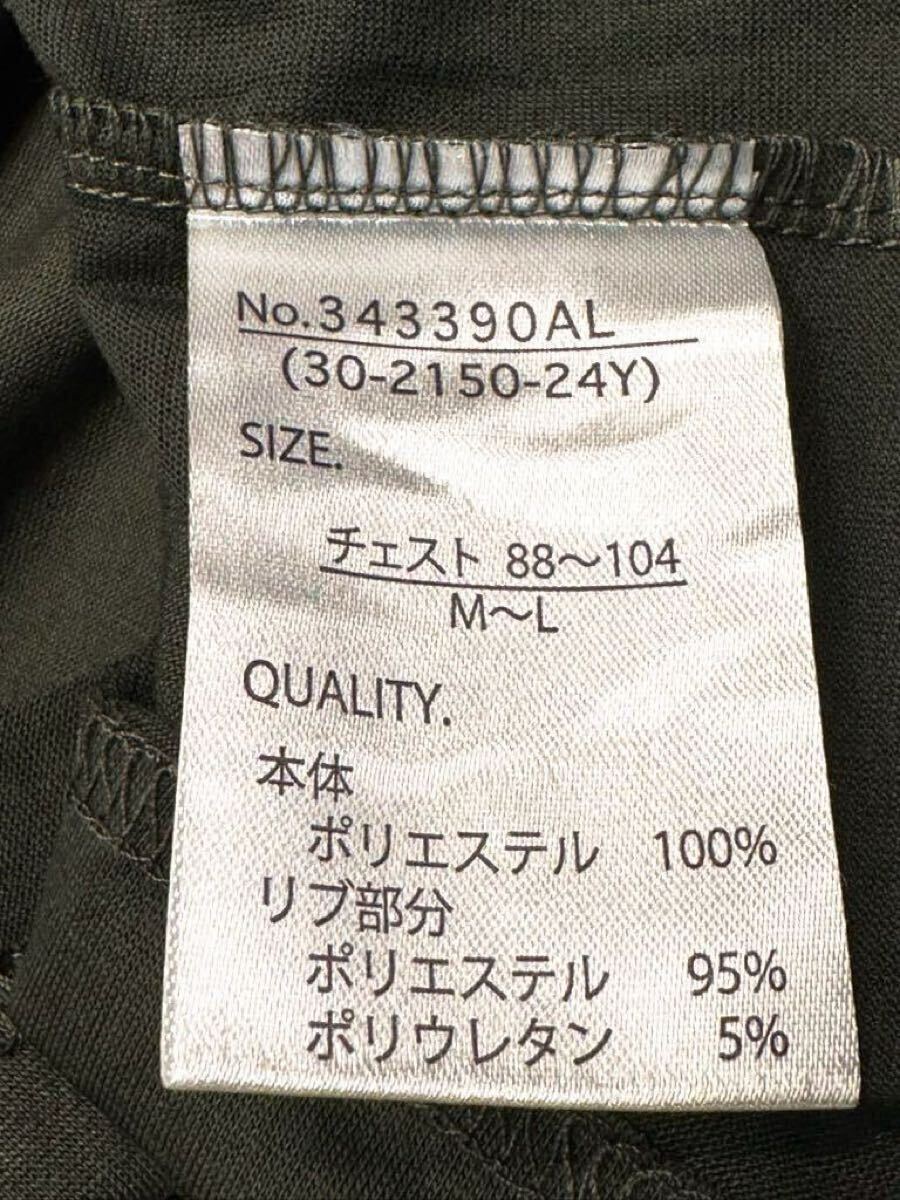 No.343390AL
(30-2150-24Y)
SIZE.
チェスト 88〜104
M〜L
QUALITY.
本体
ポリエステル 100%
リブ部分
ポリエステル 95%
ポリウレタン 5%